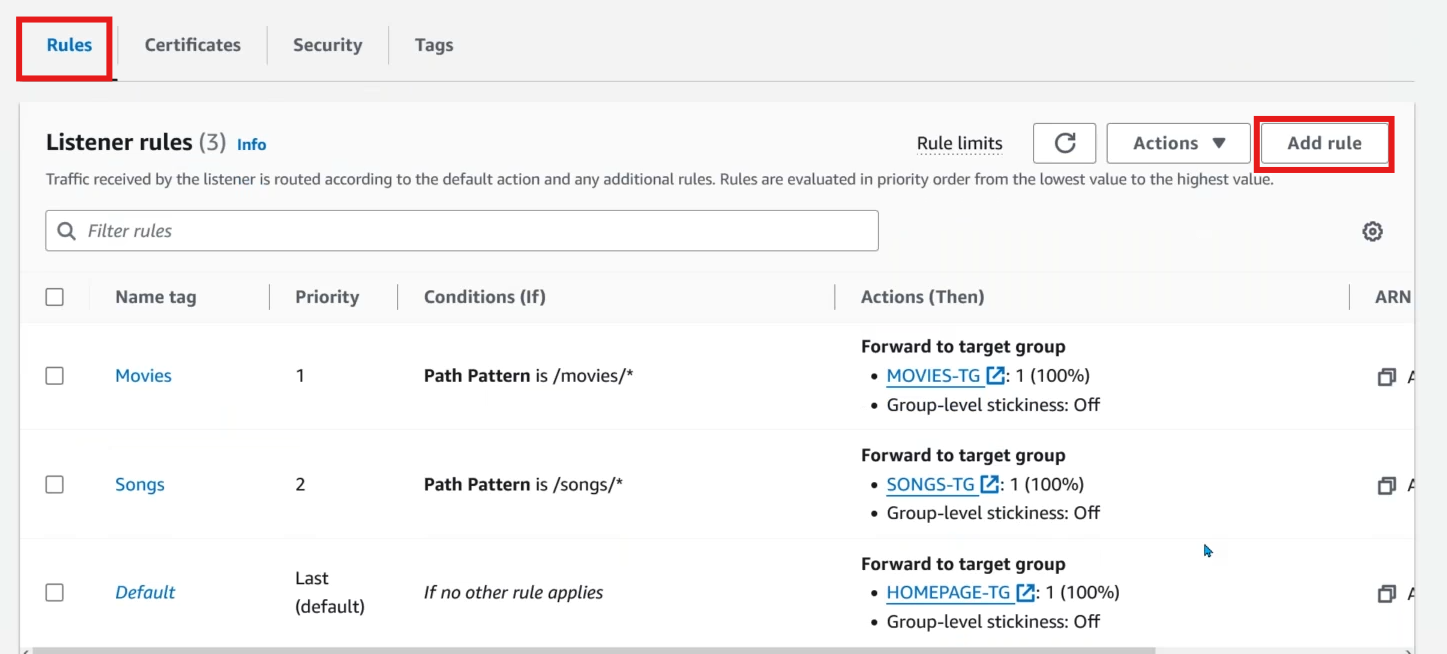 Rules Certificates Security Tags
Listener rules (3) Info Rule limits Actions Add rule
Traffic received by the listener is routed according to the default action and any additional rules. Rules are evaluated in priority order from the lowest value to the highest value.
Filter rules
Name tag Priority Conditions (If) Actions (Then) ARN
Forward to target group
Movies 1 Path Pattern is /movies/* • MOVIES-TG : 1 (100%)
• Group-level stickiness: Off
Forward to target group
Songs 2 Path Pattern is /songs/* • SONGS-TG : 1 (100%)
• Group-level stickiness: Off
Forward to target group
Default Last (default) If no other rule applies • HOMEPAGE-TG : 1 (100%)
• Group-level stickiness: Off